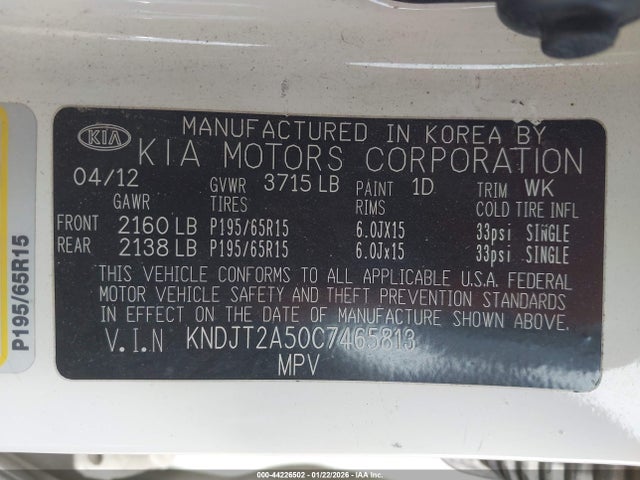 KIA
MANUFACTURED IN KOREA BY
KIA MOTORS CORPORATION
04/12 GVWR 3715 LB PAINT 1D TRIM WK
GAWR TIRES RIMS COLD TIRE INFL
FRONT 2160 LB P195/65R15 6.0JX15 33psi SINGLE
REAR 2138 LB P195/65R15 6.0Jx15 33psi SINGLE
THIS VEHICLE CONFORMS TO ALL APPLICABLE U.S.A. FEDERAL
MOTOR VEHICLE SAFETY AND THEFT PREVENTION STANDARDS
IN EFFECT ON THE DATE OF MANUFACTURE SHOWN ABOVE.
V.I.N KNDJT2A50C7465813
MPV
P195/65R15
000-44226502 - 01/22/2026 - IAA Inc.